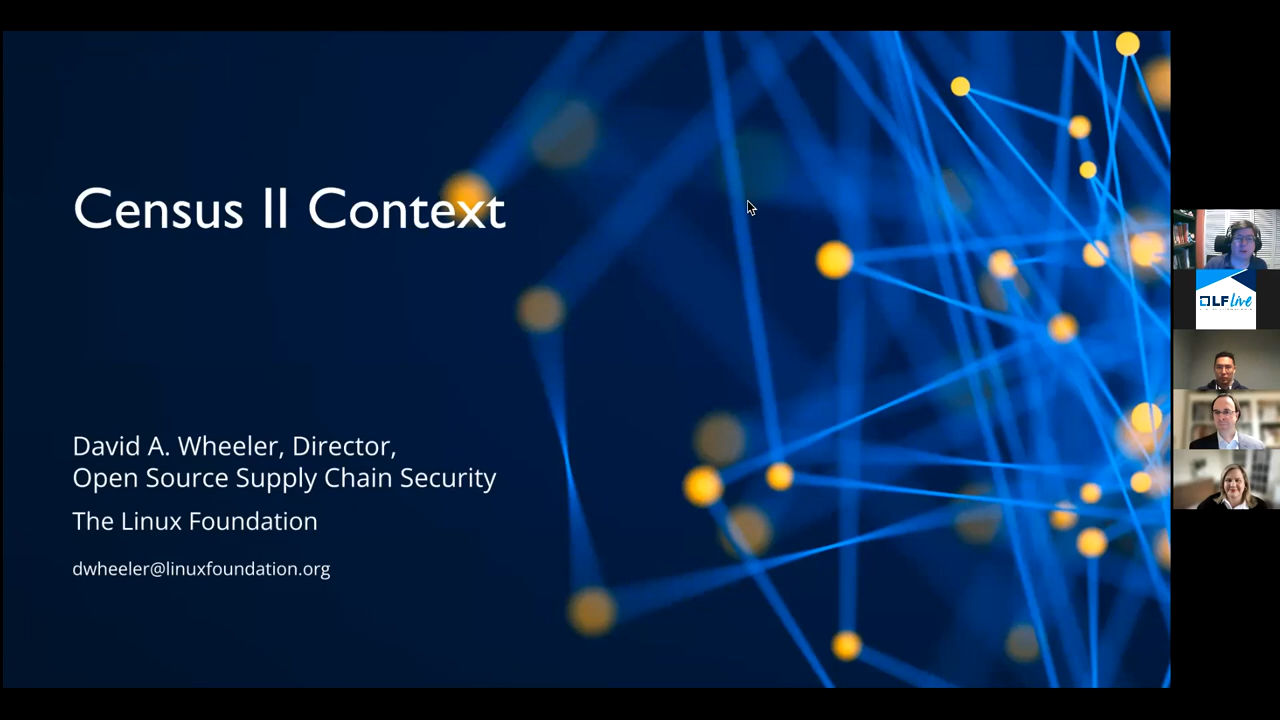 Census II Context
David A. Wheeler, Director,
Open Source Supply Chain Security
The Linux Foundation
dwheeler@linuxfoundation.org
LF Live